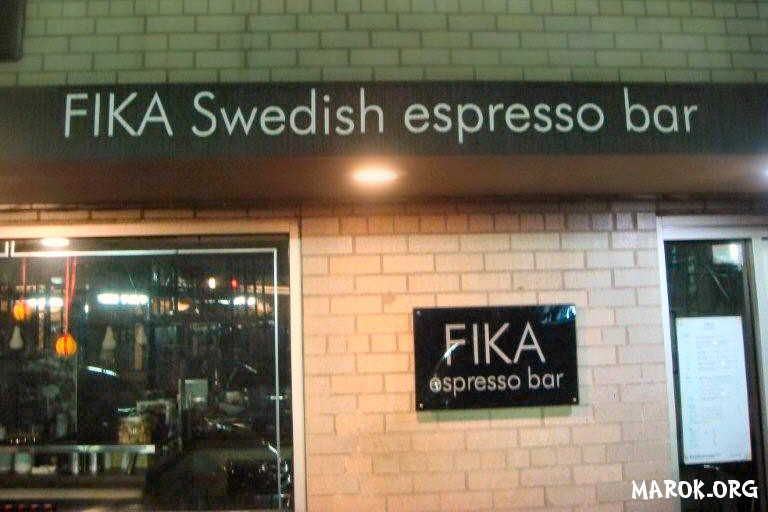 FIKA Swedish espresso bar
FIKA
espresso bar
MAROK.ORG